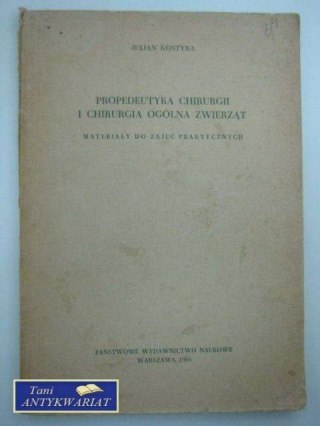 JULIAN KOSTYRA
PROPEDEUTYKA CHIRURGII
I CHIRURGIA OGÓLNA ZWIERZĄT
MATERIAŁY DO ZAJĘĆ PRAKTYCZNYCH
PAŃSTWOWE WYDAWNICTWO NAUKOWE
WARSZAWA
Tani
ANTYKWARIAT